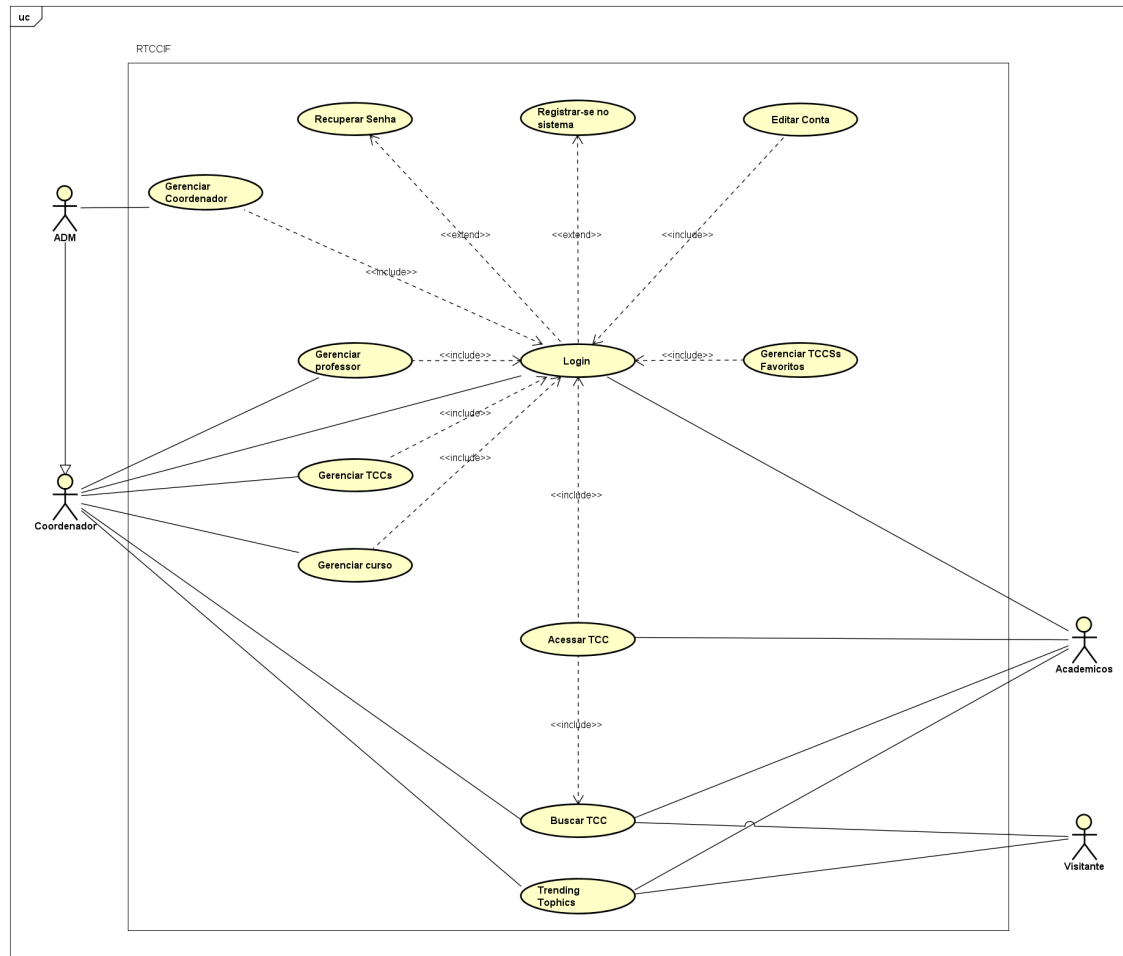 uc
RTCCIF
Recuperar Senha
Registrar-se no
sistema
Editar Conta
Gerenciar
Coordenador
ADM
<<extend>>
<<extend>>
<<include>>
<<include>>
Gerenciar
professor
<<include>>
Login
<<include>>
Gerenciar TCCSs
Favoritos
<<include>>
<<include>>
Gerenciar TCCs
<<include>>
Coordenador
Gerenciar curso
Acessar TCC
Academicos
<<include>>
Buscar TCC
Visitante
Trending
Tophics